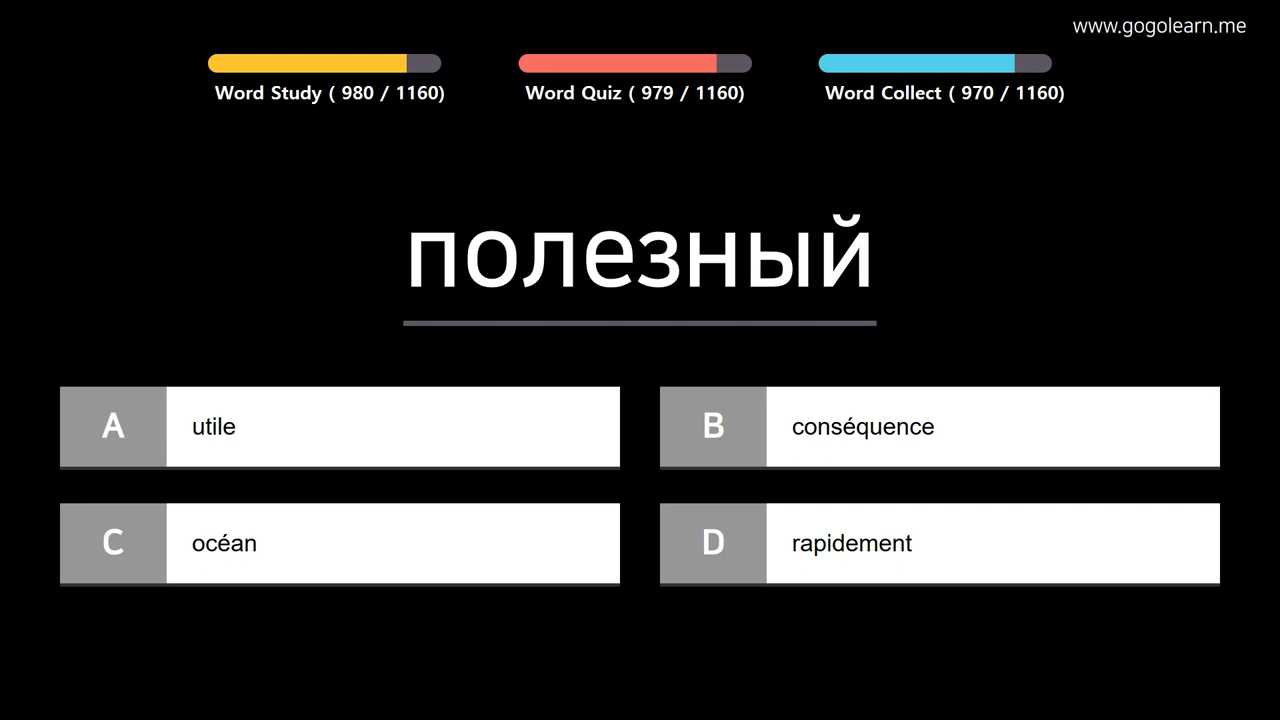 www.gogolearn.me
Word Study ( 980 / 1160)
Word Quiz ( 979 / 1160)
Word Collect ( 970 / 1160)
полезный
A utile
B conséquence
C océan
D rapidement